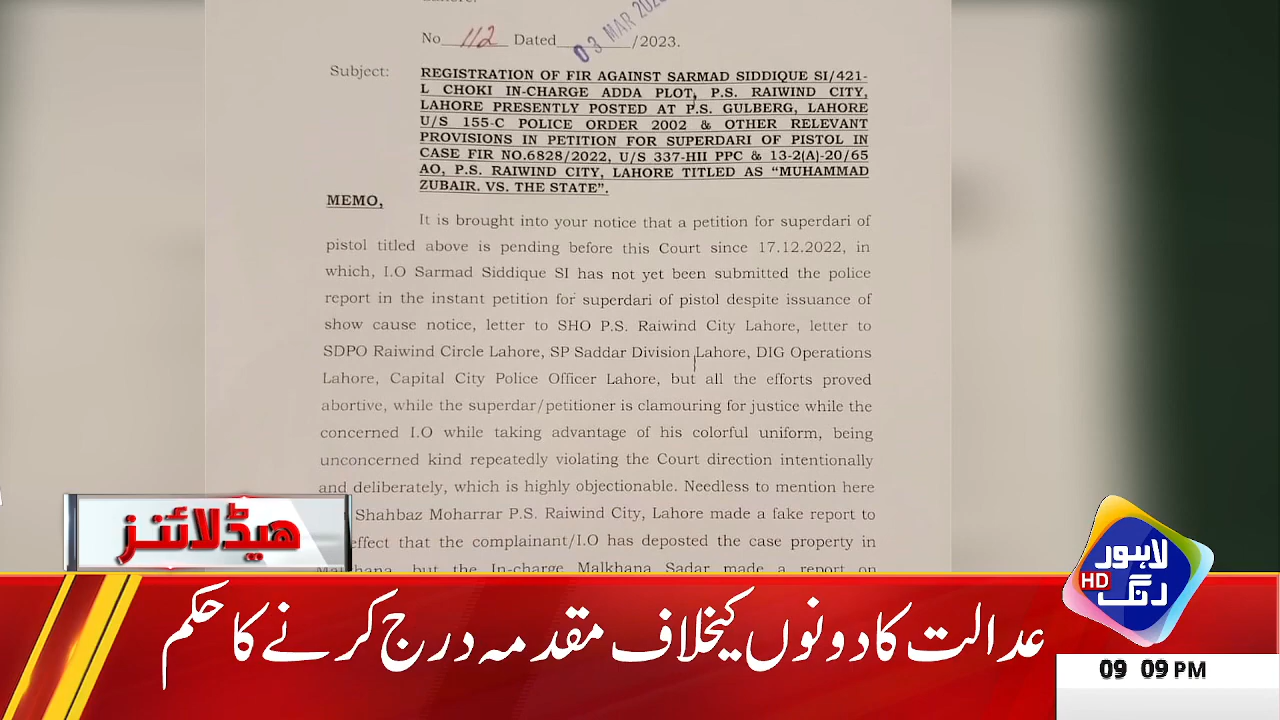 No 112 Dated 03 MAR 202 /2023.
Subject: REGISTRATION OF FIR AGAINST SARMAD SIDDIQUE SI/421-
L CHOKI IN-CHARGE ADDA PLOT, P.S. RAIWIND CITY,
LAHORE PRESENTLY POSTED AT P.S. GULBERG, LAHORE
U/S 155-C POLICE ORDER 2002 & OTHER RELEVANT
PROVISIONS IN PETITION FOR SUPERDARI OF PISTOL IN
CASE FIR NO.6828/2022, U/S 337-HII PPC & 13-2(A)-20/65
AO, P.S. RAIWIND CITY, LAHORE TITLED AS “MUHAMMAD
ZUBAIR. VS. THE STATE”.
MEMO,
It is brought into your notice that a petition for superdari of
pistol titled above is pending before this Court since 17.12.2022, in
which, I.O Sarmad Siddique SI has not yet been submitted the police
report in the instant petition for superdari of pistol despite issuance of
show cause notice, letter to SHO P.S. Raiwind City Lahore, letter to
SDPO Raiwind Circle Lahore, SP Saddar Division Lahore, DIG Operations
Lahore, Capital City Police Officer Lahore, but all the efforts proved
abortive, while the superdar/petitioner is clamouring for justice while the
concerned I.O while taking advantage of his colorful uniform, being
unconcerned kind repeatedly violating the Court direction intentionally
and deliberately, which is highly objectionable. Needless to mention here
Shahbaz Moharrar P.S. Raiwind City, Lahore made a fake report to
effect that the complainant/I.O has deposted the case property in
but the In-charge Malkhana Sadar made a report on
ہیڈلائنز
لاہور
رنگ
HD
عدالت کا دونوں کیخلاف مقدمہ درج کرنے کا حکم
09 09 PM